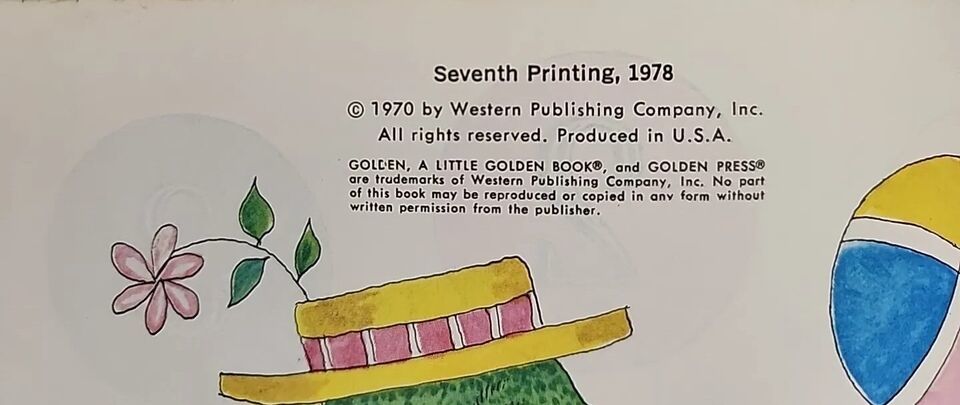 Seventh Printing, 1978
© 1970 by Western Publishing Company, Inc.
All rights reserved. Produced in U.S.A.
GOLDEN, A LITTLE GOLDEN BOOK®, and GOLDEN PRESS®
are trademarks of Western Publishing Company, Inc. No part
of this book may be reproduced or copied in any form without
written permission from the publisher.